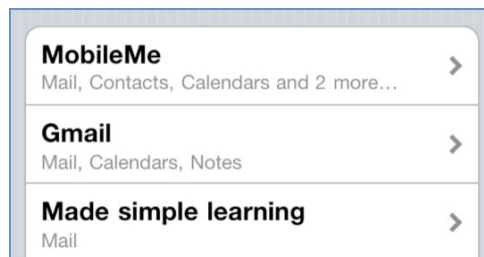 MobileMe
Mail, Contacts, Calendars and 2 more...
Gmail
Mail, Calendars, Notes
Made simple learning
Mail